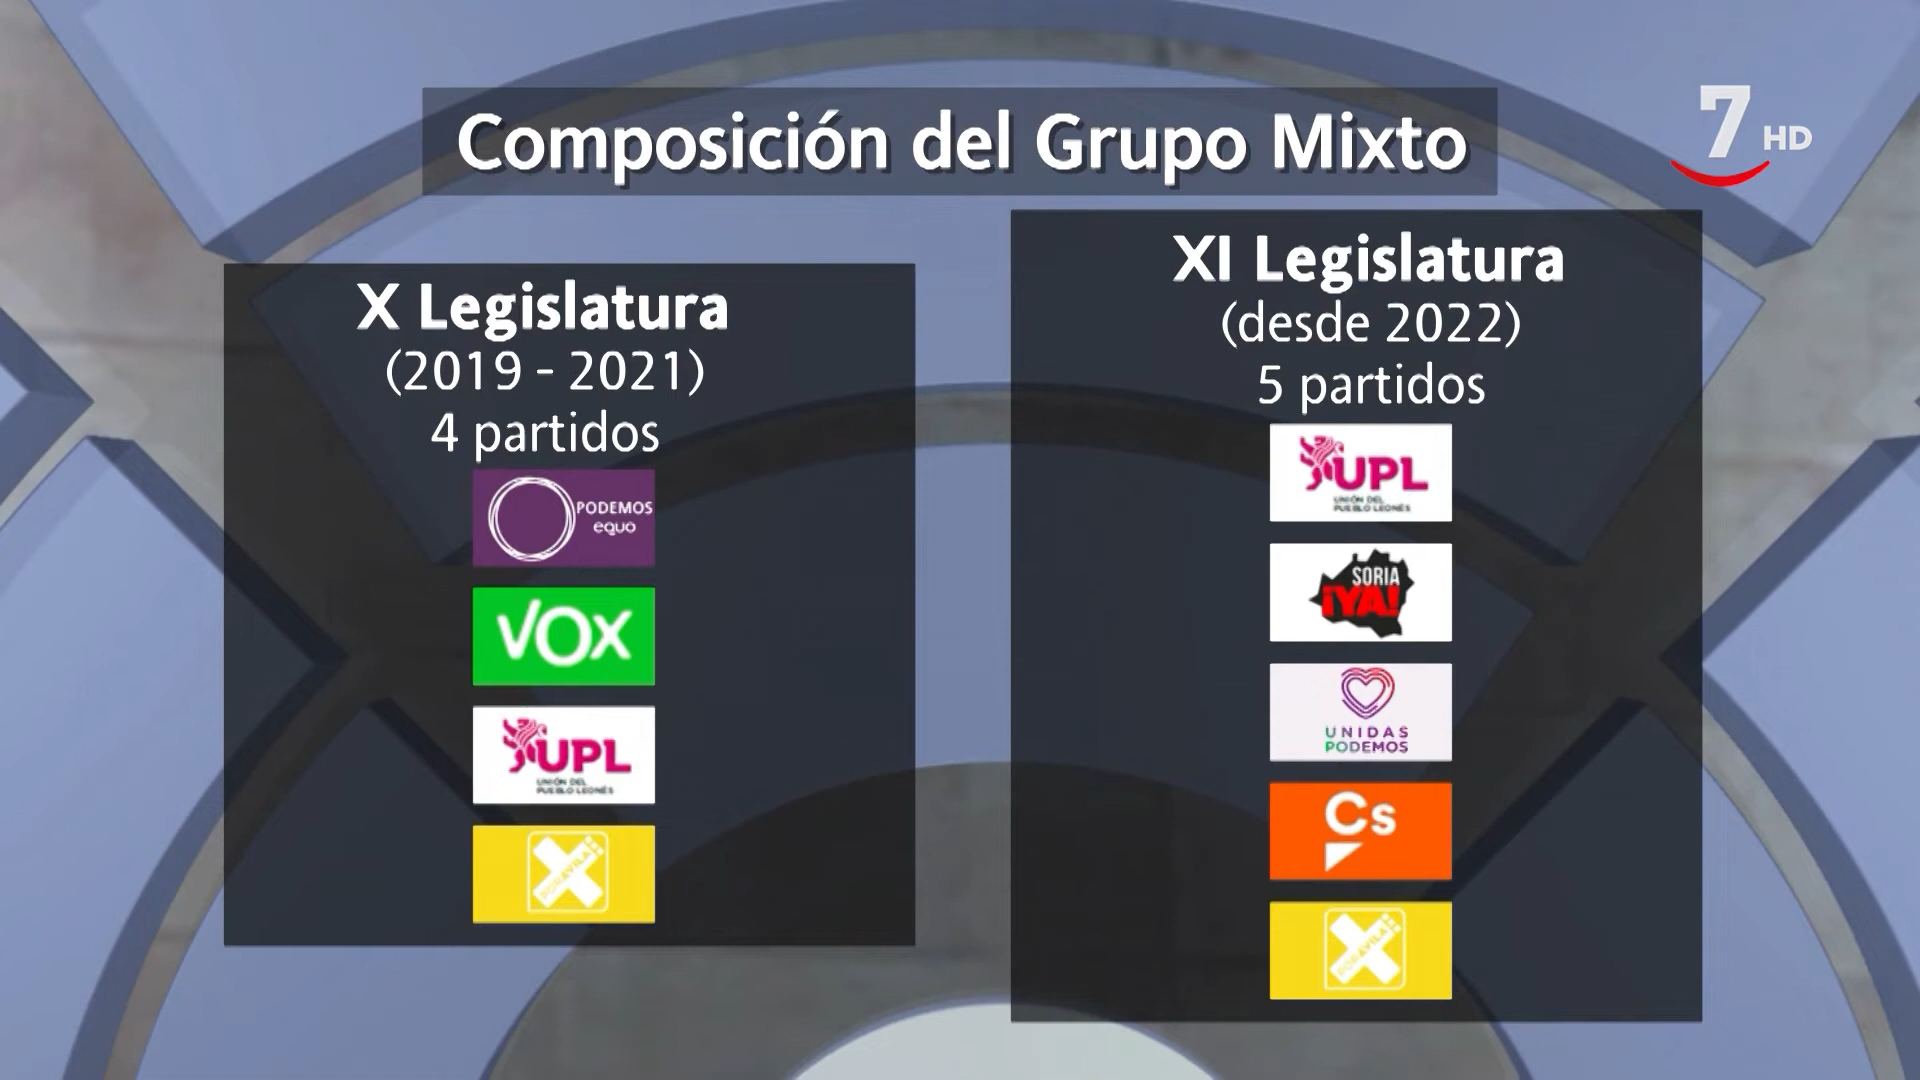 Composición del Grupo Mixto
7 HD
X Legislatura
(2019 - 2021)
4 partidos
PODEMOS
equo
VOX
UPL
UNIÓN DEL
PUEBLO LEONÉS
POR ÁVILA
XI Legislatura
(desde 2022)
5 partidos
UPL
UNIÓN DEL
PUEBLO LEONÉS
SORIA
¡YA!
UNIDAS
PODEMOS
Cs
POR ÁVILA